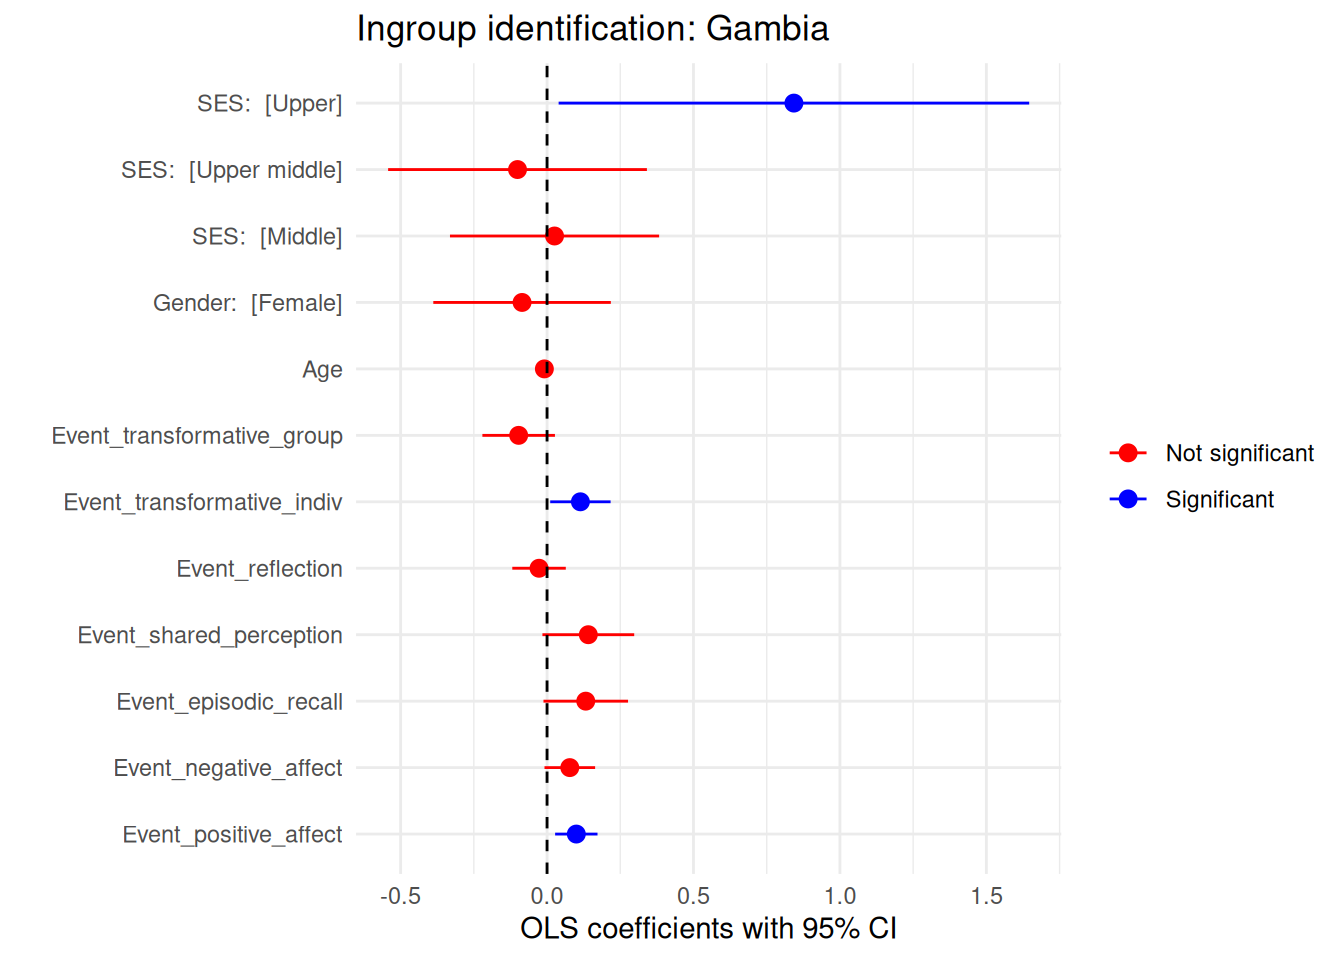 Ingroup identification: Gambia
SES:  [Upper]
SES:  [Upper middle]
SES:  [Middle]
Gender:  [Female]
Age
Event_transformative_group
Event_transformative_indiv
Event_reflection
Event_shared_perception
Event_episodic_recall
Event_negative_affect
Event_positive_affect
-0.5 0.0 0.5 1.0 1.5
OLS coefficients with 95% CI
Not significant
Significant